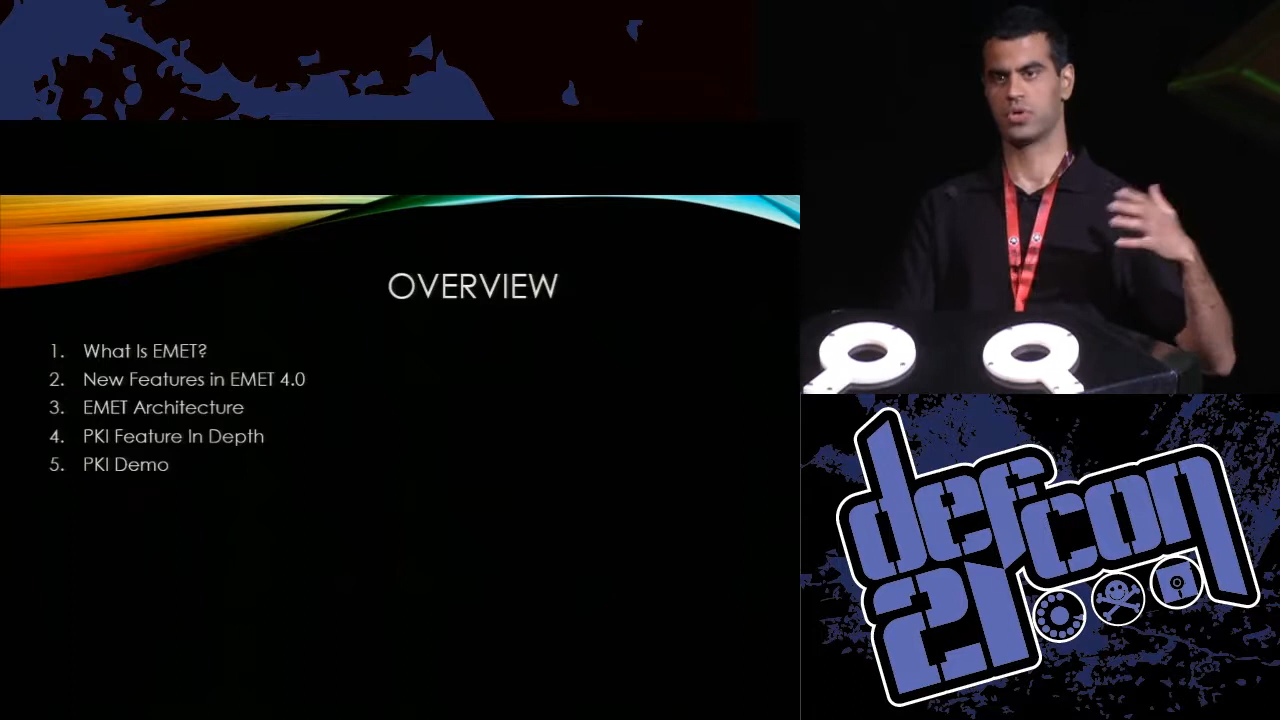 OVERVIEW
1. What Is EMET?
2. New Features in EMET 4.0
3. EMET Architecture
4. PKI Feature In Depth
5. PKI Demo
defcon
21